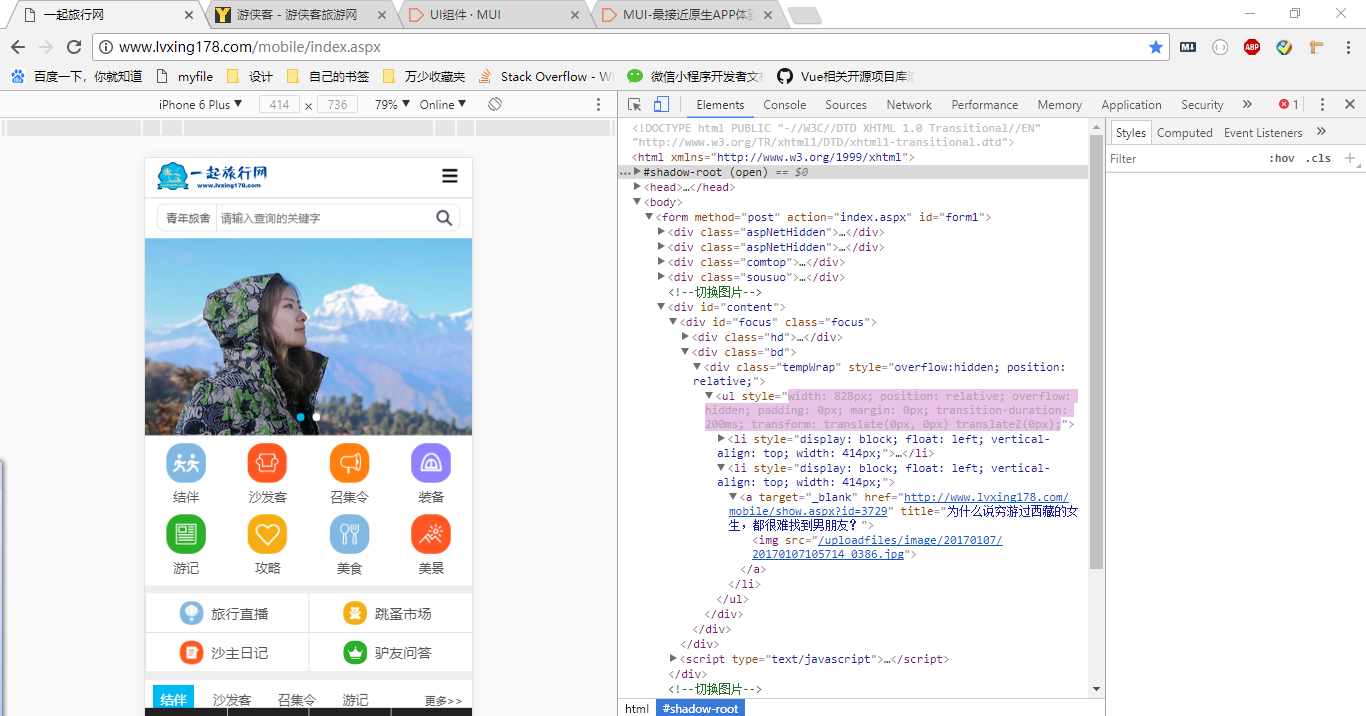 一起旅行网
游侠客 - 游侠客旅游网
UI组件 · MUI
MUI-最接近原生APP体验
www.lvxing178.com/mobile/index.aspx
ABP
百度一下，你就知道
myfile
设计
自己的书签
万少收藏夹
Stack Overflow - W
微信小程序开发者文
Vue相关开源项目库
iPhone 6 Plus ▼ 414 × 736 79% ▼ Online ▼
Elements Console Sources Network Performance Memory Application Security » 1
一起旅行网
www.lvxing178.com
青年旅舍 请输入查询的关键字
结伴 沙发客 召集令 装备
游记 攻略 美食 美景
旅行直播 跳蚤市场
沙主日记 驴友问答
结伴 沙发客 召集令 游记 更多>>
<!DOCTYPE html PUBLIC "-//W3C//DTD XHTML 1.0 Transitional//EN"
"http://www.w3.org/TR/xhtml1/DTD/xhtml1-transitional.dtd">
<html xmlns="http://www.w3.org/1999/xhtml">
… ▶#shadow-root (open) == $0
▶<head>…</head>
▼<body>
▼<form method="post" action="index.aspx" id="form1">
▶<div class="aspNetHidden">…</div>
▶<div class="aspNetHidden">…</div>
▶<div class="comtop">…</div>
▶<div class="sousuo">…</div>
<!--切换图片-->
▼<div id="content">
▼<div id="focus" class="focus">
▶<div class="hd">…</div>
▼<div class="bd">
▼<div class="tempWrap" style="overflow:hidden; position:
relative;">
▼<ul style="width: 828px; position: relative; overflow:
hidden; padding: 0px; margin: 0px; transition-duration:
200ms; transform: translate(0px, 0px) translateZ(0px);">
▶<li style="display: block; float: left; vertical-
align: top; width: 414px;">…</li>
▼<li style="display: block; float: left; vertical-
align: top; width: 414px;">
▼<a target="_blank" href="http://www.lvxing178.com/
mobile/show.aspx?id=3729" title="为什么说穷游过西藏的女
生，都很难找到男朋友？">
<img src="/uploadfiles/image/20170107/
20170107105714_0386.jpg">
</a>
</li>
</ul>
</div>
</div>
</div>
▶<script type="text/javascript">…</script>
</div>
<!--切换图片-->
html #shadow-root
Styles Computed Event Listeners »
Filter :hov .cls +